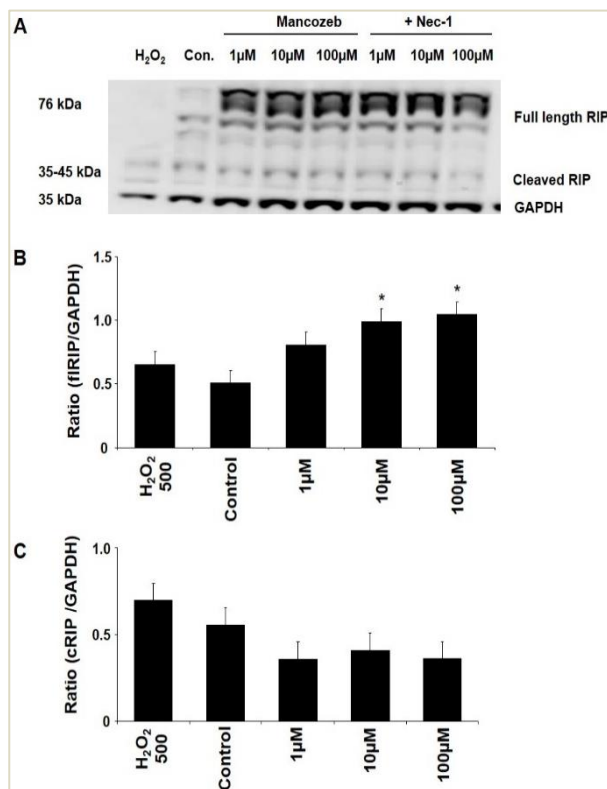 A
Mancozeb + Nec-1
H₂O₂ Con. 1µM 10µM 100µM 1µM 10µM 100µM
76 kDa
Full length RIP
35-45 kDa
Cleaved RIP
35 kDa
GAPDH
B
Ratio (flRIP/GAPDH)
1.5
1.0
0.5
0
* *
H₂O₂ 500
Control
1µM
10µM
100µM
C
Ratio (cRIP /GAPDH)
1.0
0.5
0
H₂O₂ 500
Control
1µM
10µM
100µM